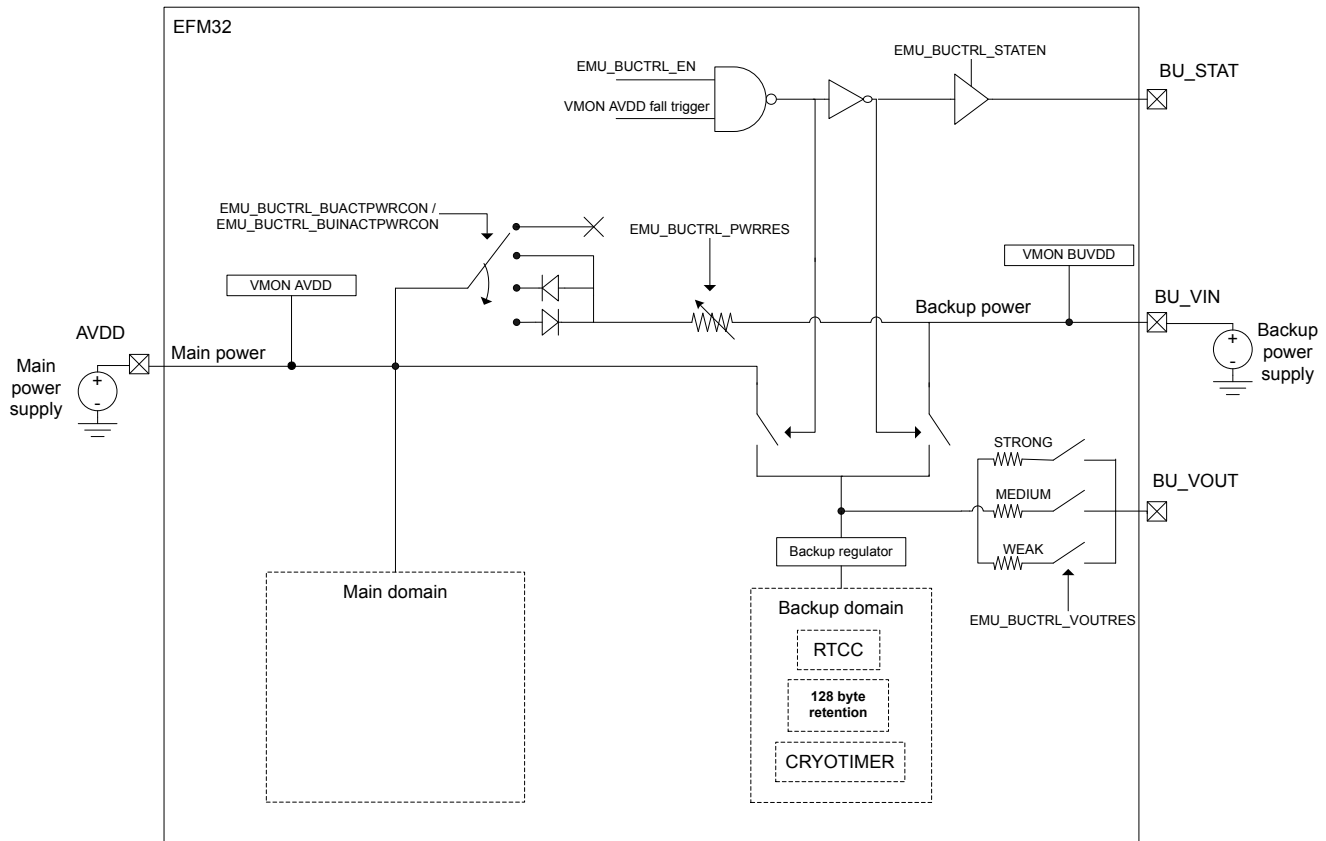 EFM32
EMU_BUCTRL_STATEN
EMU_BUCTRL_EN
BU_STAT
VMON AVDD fall trigger
EMU_BUCTRL_BUACTPWRCON /
EMU_BUCTRL_BUINACTPWRCON
EMU_BUCTRL_PWRRES
VMON BUVDD
VMON AVDD
BU_VIN
Backup power
AVDD
Main power
+
-
Backup
power
supply
Main
power
supply
+
-
STRONG
MEDIUM
WEAK
BU_VOUT
EMU_BUCTRL_VOUTRES
Backup regulator
Main domain
Backup domain
RTCC
128 byte
retention
CRYOTIMER